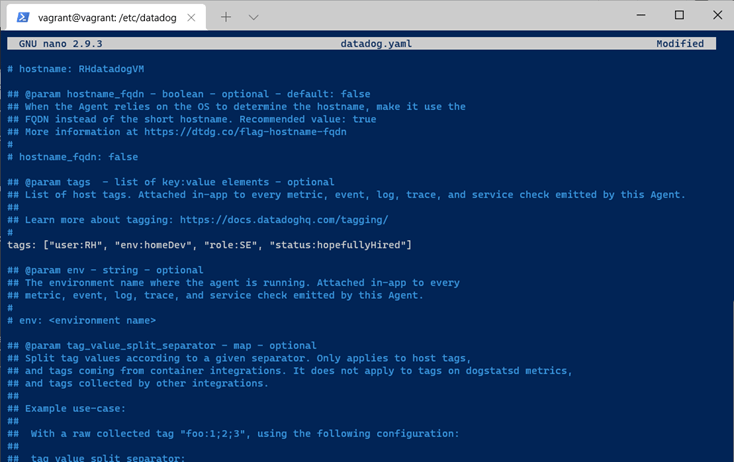 vagrant@vagrant: /etc/datadog
GNU nano 2.9.3 datadog.yaml Modified
# hostname: RHdatadogVM
## @param hostname_fqdn - boolean - optional - default: false
## When the Agent relies on the OS to determine the hostname, make it use the
## FQDN instead of the short hostname. Recommended value: true
## More information at https://dtdg.co/flag-hostname-fqdn
#
# hostname_fqdn: false
## @param tags  - list of key:value elements - optional
## List of host tags. Attached in-app to every metric, event, log, trace, and service check emitted by this Agent.
##
## Learn more about tagging: https://docs.datadoghq.com/tagging/
#
tags: ["user:RH", "env:homeDev", "role:SE", "status:hopefullyHired"]
## @param env - string - optional
## The environment name where the agent is running. Attached in-app to every
## metric, event, log, trace, and service check emitted by this Agent.
#
# env: <environment name>
## @param tag_value_split_separator - map - optional
## Split tag values according to a given separator. Only applies to host tags,
## and tags coming from container integrations. It does not apply to tags on dogstatsd metrics,
## and tags collected by other integrations.
##
## Example use-case:
##
##  With a raw collected tag "foo:1;2;3", using the following configuration:
##
##  tag_value_split_separator: